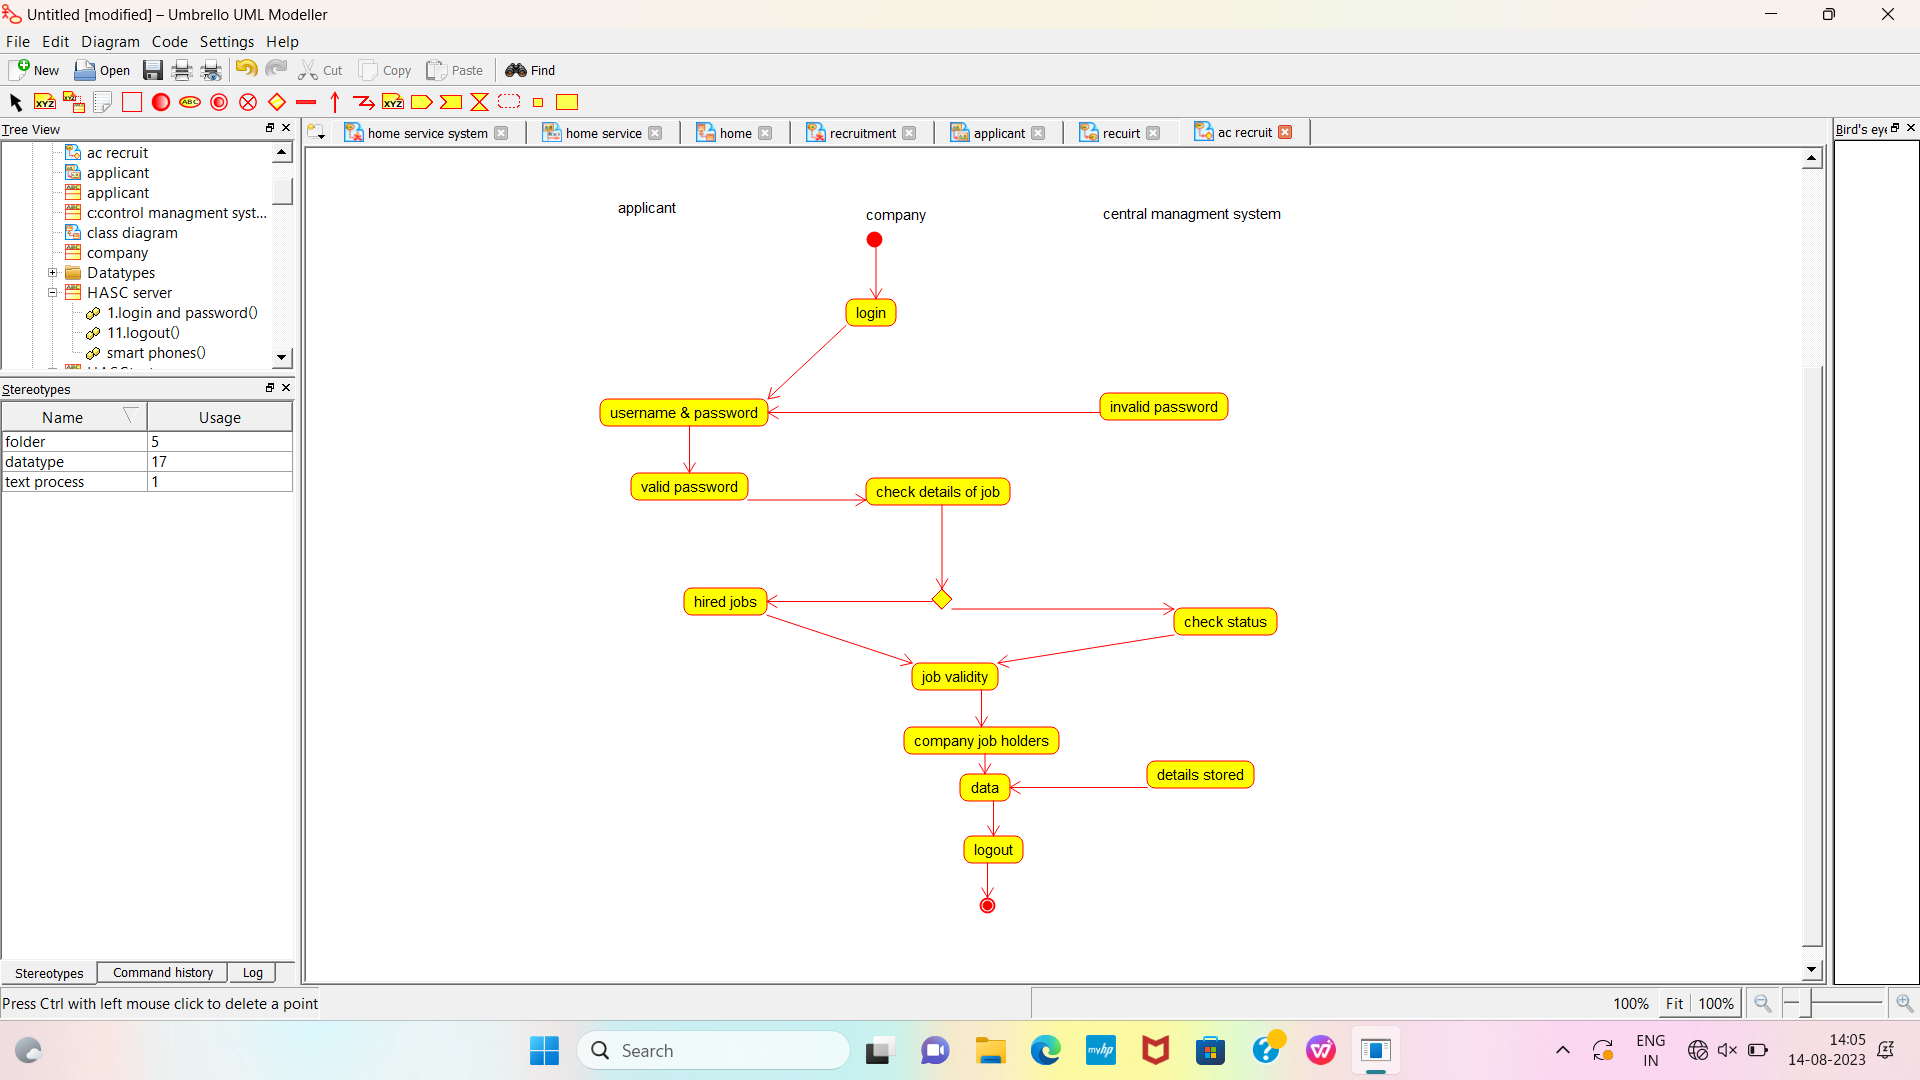 Untitled [modified] – Umbrello UML Modeller
File Edit Diagram Code Settings Help
New Open Cut Copy Paste Find
Tree View
home service system home service home recruitment applicant recuirt ac recruit
Bird's eye
ac recruit
applicant
applicant
c:control managment syst...
class diagram
company
Datatypes
HASC server
1.login and password()
11.logout()
smart phones()
Stereotypes
Name Usage
folder 5
datatype 17
text process 1
applicant
company
central managment system
login
username & password
invalid password
valid password
check details of job
hired jobs
check status
job validity
company job holders
details stored
data
logout
Stereotypes Command history Log
Press Ctrl with left mouse click to delete a point
100% Fit 100%
Search
ENG
IN
14:05
14-08-2023